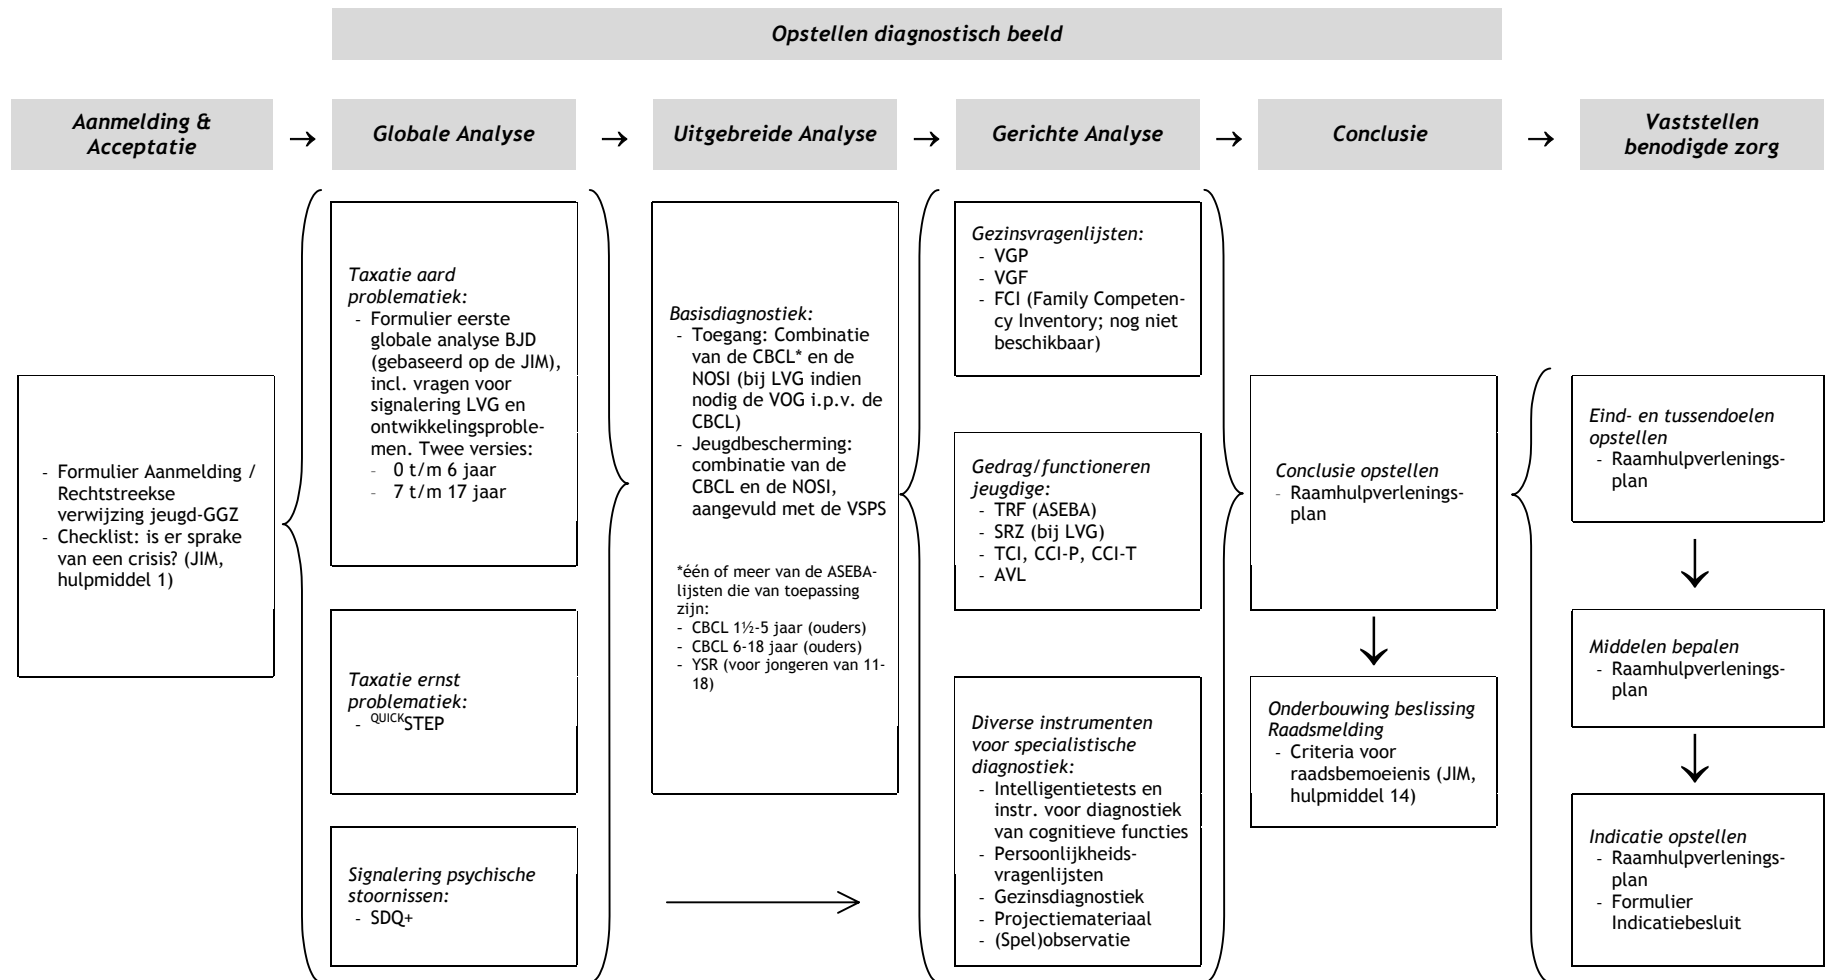 Opstellen diagnostisch beeld
Aanmelding &
Acceptatie
→
Globale Analyse
→
Uitgebreide Analyse
→
Gerichte Analyse
→
Conclusie
→
Vaststellen
benodigde zorg
- Formulier Aanmelding /
Rechtstreekse
verwijzing jeugd-GGZ
- Checklist: is er sprake
van een crisis? (JIM,
hulpmiddel 1)
Taxatie aard
problematiek:
- Formulier eerste
globale analyse BJD
(gebaseerd op de JIM),
incl. vragen voor
signalering LVG en
ontwikkelingsproble-
men. Twee versies:
- 0 t/m 6 jaar
- 7 t/m 17 jaar
Taxatie ernst
problematiek:
- QUICKSTEP
Signalering psychische
stoornissen:
- SDQ+
Basisdiagnostiek:
- Toegang: Combinatie
van de CBCL* en de
NOSI (bij LVG indien
nodig de VOG i.p.v. de
CBCL)
- Jeugdbescherming:
combinatie van de
CBCL en de NOSI,
aangevuld met de VSPS
*één of meer van de ASEBA-
lijsten die van toepassing
zijn:
- CBCL 1½-5 jaar (ouders)
- CBCL 6-18 jaar (ouders)
- YSR (voor jongeren van 11-
18)
Gezinsvragenlijsten:
- VGP
- VGF
- FCI (Family Competen-
cy Inventory; nog niet
beschikbaar)
Gedrag/functioneren
jeugdige:
- TRF (ASEBA)
- SRZ (bij LVG)
- TCI, CCI-P, CCI-T
- AVL
Diverse instrumenten
voor specialistische
diagnostiek:
- Intelligentietests en
instr. voor diagnostiek
van cognitieve functies
- Persoonlijkheids-
vragenlijsten
- Gezinsdiagnostiek
- Projectiemateriaal
- (Spel)observatie
Conclusie opstellen
- Raamhulpverlenings-
plan
Onderbouwing beslissing
Raadsmelding
- Criteria voor
raadsbemoeienis (JIM,
hulpmiddel 14)
Eind- en tussendoelen
opstellen
- Raamhulpverlenings-
plan
Middelen bepalen
- Raamhulpverlenings-
plan
Indicatie opstellen
- Raamhulpverlenings-
plan
- Formulier
Indicatiebesluit